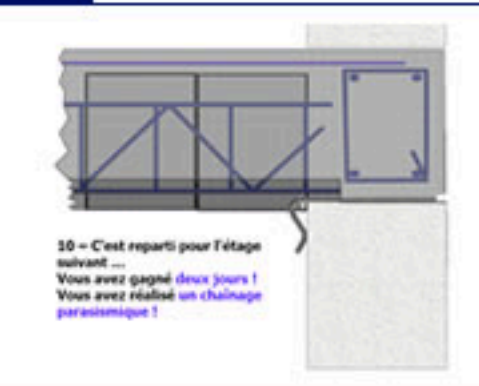 10 – C'est reparti pour l'étage
suivant ....
Vous avez gagné deux jours !
Vous avez réalisé un chaînage
parasismique !